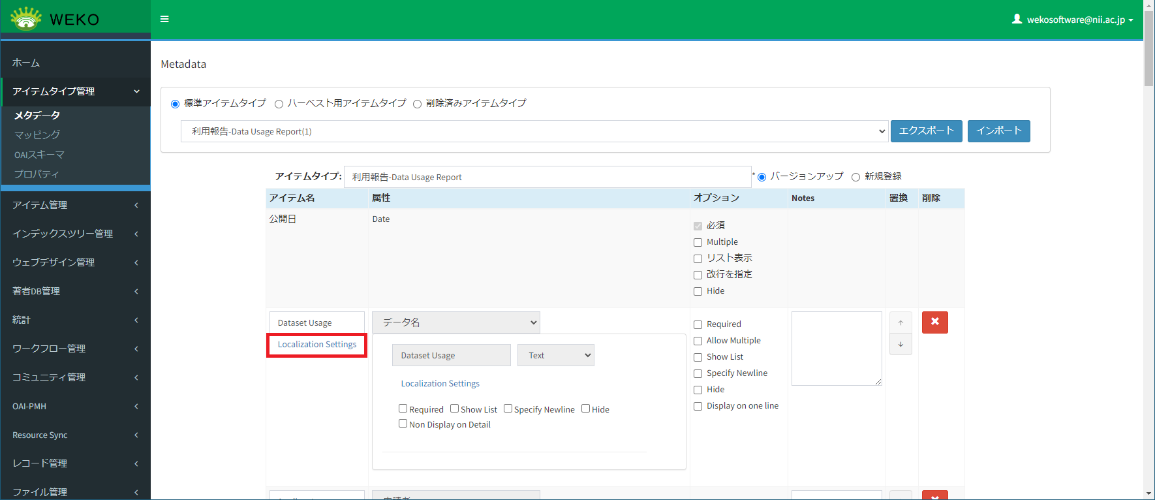 WEKO
wekosoftware@nii.ac.jp
ホーム
アイテムタイプ管理
メタデータ
マッピング
OAIスキーマ
プロパティ
アイテム管理
インデックスツリー管理
ウェブデザイン管理
著者DB管理
統計
ワークフロー管理
コミュニティ管理
OAI-PMH
Resource Sync
レコード管理
ファイル管理
Metadata
標準アイテムタイプ ハーベスト用アイテムタイプ 削除済みアイテムタイプ
利用報告-Data Usage Report(1) エクスポート インポート
アイテムタイプ: 利用報告-Data Usage Report * バージョンアップ 新規登録
アイテム名 属性 オプション Notes 置換 削除
公開日 Date
必須
Multiple
リスト表示
改行を指定
Hide
Dataset Usage データ名
Localization Settings
Dataset Usage Text
Localization Settings
Required Show List Specify Newline Hide
Non Display on Detail
Required
Allow Multiple
Show List
Specify Newline
Hide
Display on one line
↑
↓